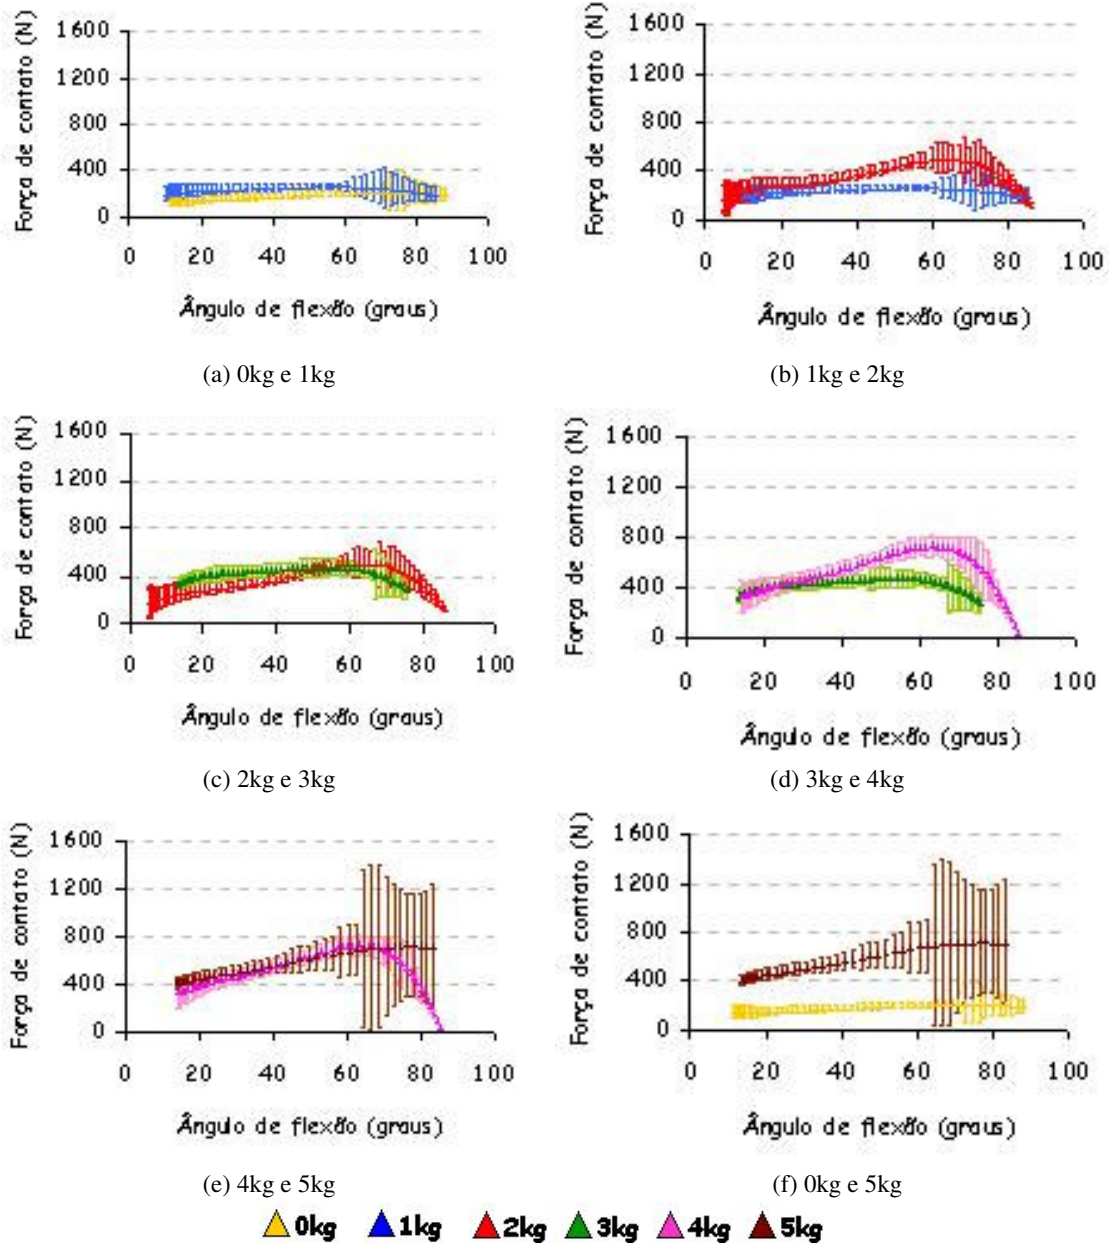 Força de contato (N)
1600
1200
800
400
0
0 20 40 60 80 100
Ângulo de flexão (graus)
(a) 0kg e 1kg
Força de contato (N)
1600
1200
800
400
0
0 20 40 60 80 100
Ângulo de flexão (graus)
(b) 1kg e 2kg
Força de contato (N)
1600
1200
800
400
0
0 20 40 60 80 100
Ângulo de flexão (graus)
(c) 2kg e 3kg
Força de contato (N)
1600
1200
800
400
0
0 20 40 60 80 100
Ângulo de flexão (graus)
(d) 3kg e 4kg
Força de contato (N)
1600
1200
800
400
0
0 20 40 60 80 100
Ângulo de flexão (graus)
(e) 4kg e 5kg
Força de contato (N)
1600
1200
800
400
0
0 20 40 60 80 100
Ângulo de flexão (graus)
(f) 0kg e 5kg
0kg 1kg 2kg 3kg 4kg 5kg